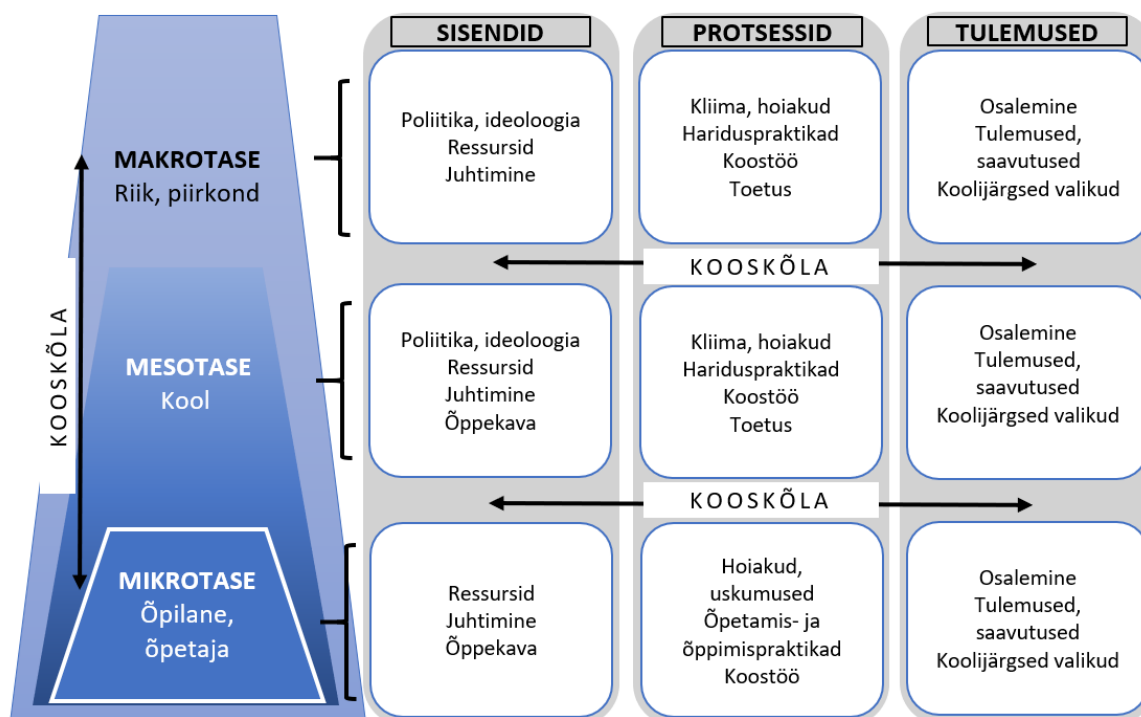 SISENDID
PROTSESSID
TULEMUSED
MAKROTASE
Riik, piirkond
Poliitika, ideoloogia
Ressursid
Juhtimine
Kliima, hoiakud
Hariduspraktikad
Koostöö
Toetus
Osalemine
Tulemused,
saavutused
Koolijärgsed valikud
KOOSKÕLA
KOOSKÕLA
MESOTASE
Kool
Poliitika, ideoloogia
Ressursid
Juhtimine
Õppekava
Kliima, hoiakud
Hariduspraktikad
Koostöö
Toetus
Osalemine
Tulemused,
saavutused
Koolijärgsed valikud
KOOSKÕLA
MIKROTASE
Õpilane,
õpetaja
Ressursid
Juhtimine
Õppekava
Hoiakud,
uskumused
Õpetamis- ja
õppimispraktikad
Koostöö
Osalemine
Tulemused,
saavutused
Koolijärgsed valikud